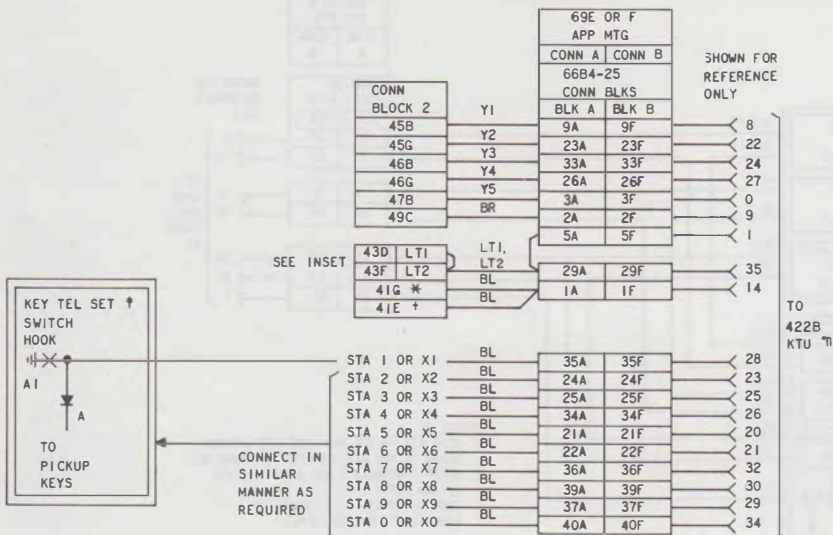 69E OR F
APP MTG
CONN A CONN B
66B4-25
CONN BLKS
BLK A BLK B
SHOWN FOR
REFERENCE
ONLY
CONN
BLOCK 2
45B Y1 9A 9F 8
45G Y2 23A 23F 22
46B Y3 33A 33F 24
46G Y4 26A 26F 27
47B Y5 3A 3F 0
49C BR 2A 2F 9
5A 5F 1
SEE INSET
43D LT1 LT1,
43F LT2 LT2 29A 29F 35
41G * BL 1A 1F 14
41E † BL
TO
422B
KTU
KEY TEL SET
SWITCH
HOOK
A1
A
TO
PICKUP
KEYS
CONNECT IN
SIMILAR
MANNER AS
REQUIRED
STA 1 OR X1 BL 35A 35F 28
STA 2 OR X2 BL 24A 24F 23
STA 3 OR X3 BL 25A 25F 25
STA 4 OR X4 BL 34A 34F 26
STA 5 OR X5 BL 21A 21F 20
STA 6 OR X6 BL 22A 22F 21
STA 7 OR X7 BL 36A 36F 32
STA 8 OR X8 BL 39A 39F 30
STA 9 OR X9 BL 37A 37F 29
STA 0 OR X0 BL 40A 40F 34